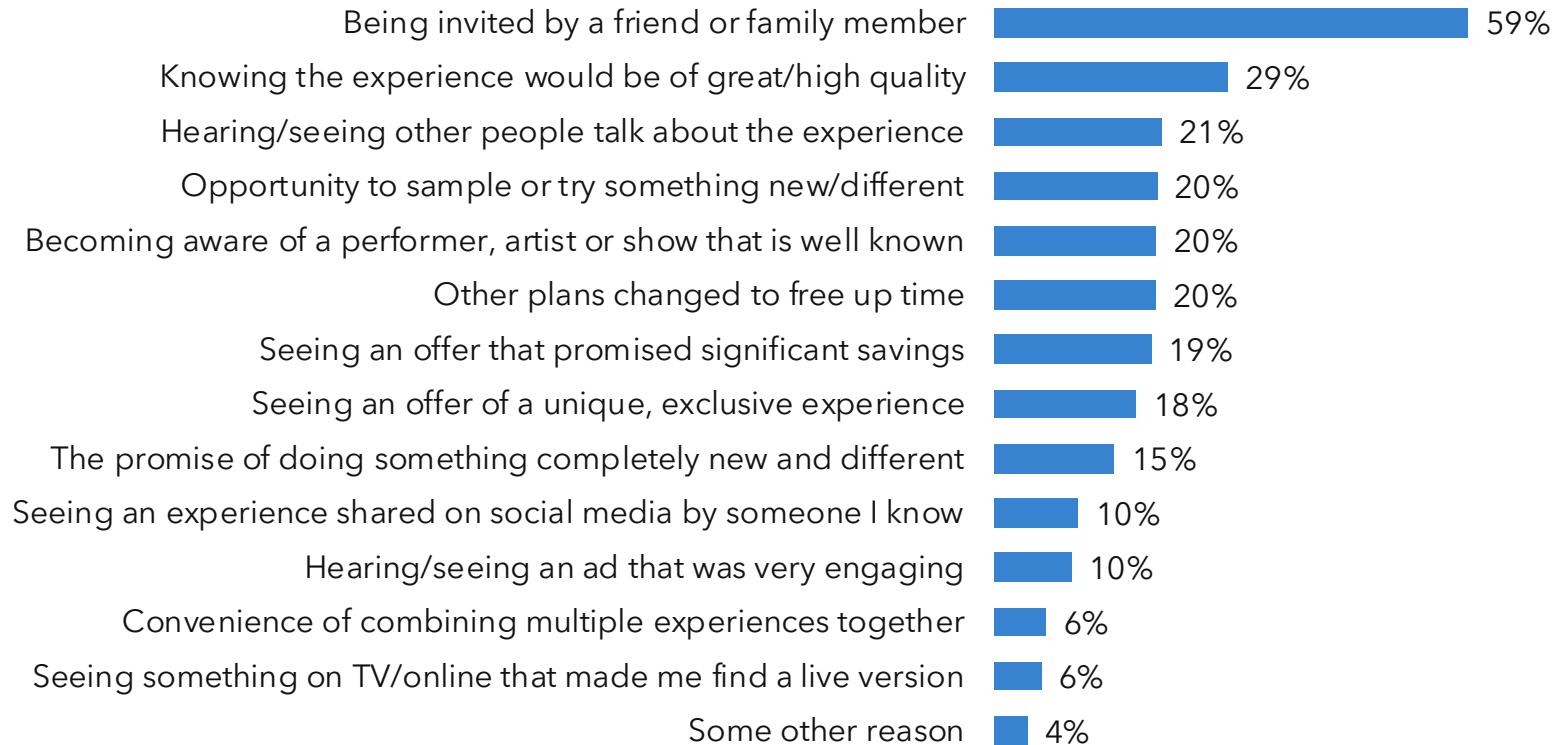 Being invited by a friend or family member 59%
Knowing the experience would be of great/high quality 29%
Hearing/seeing other people talk about the experience 21%
Opportunity to sample or try something new/different 20%
Becoming aware of a performer, artist or show that is well known 20%
Other plans changed to free up time 20%
Seeing an offer that promised significant savings 19%
Seeing an offer of a unique, exclusive experience 18%
The promise of doing something completely new and different 15%
Seeing an experience shared on social media by someone I know 10%
Hearing/seeing an ad that was very engaging 10%
Convenience of combining multiple experiences together 6%
Seeing something on TV/online that made me find a live version 6%
Some other reason 4%